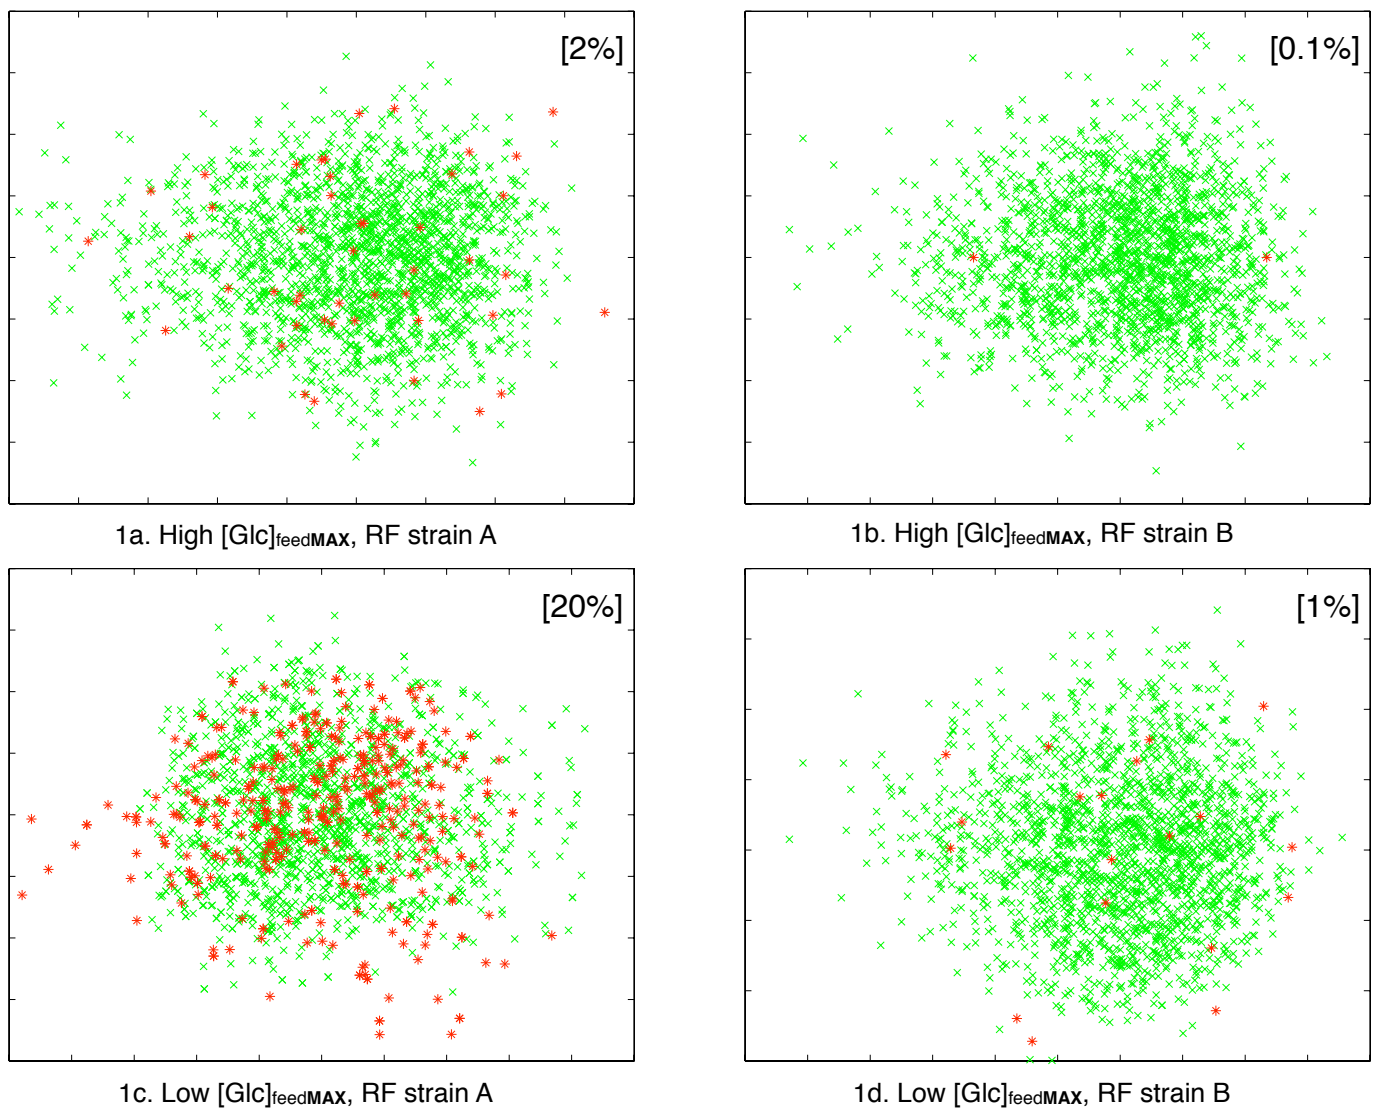 [2%]
[0.1%]
1a. High [Glc]feedMAX, RF strain A
1b. High [Glc]feedMAX, RF strain B
[20%]
[1%]
1c. Low [Glc]feedMAX, RF strain A
1d. Low [Glc]feedMAX, RF strain B